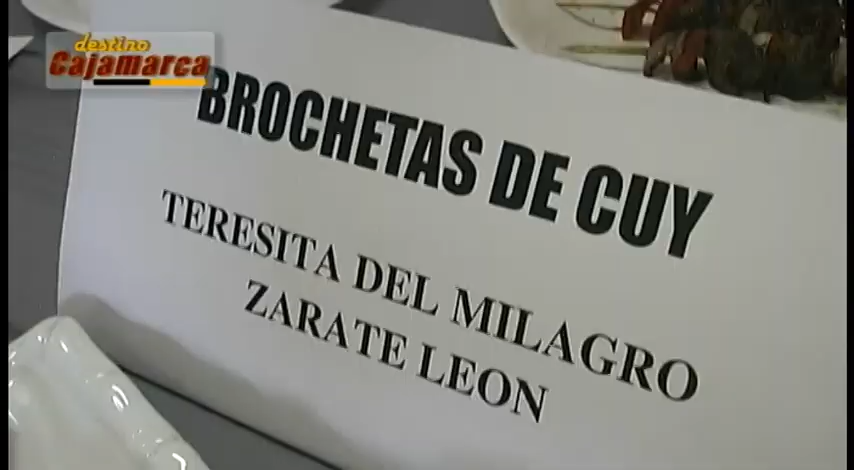 destino
Cajamarca
BROCHETAS DE CUY
TERESITA DEL MILAGRO
ZARATE LEON